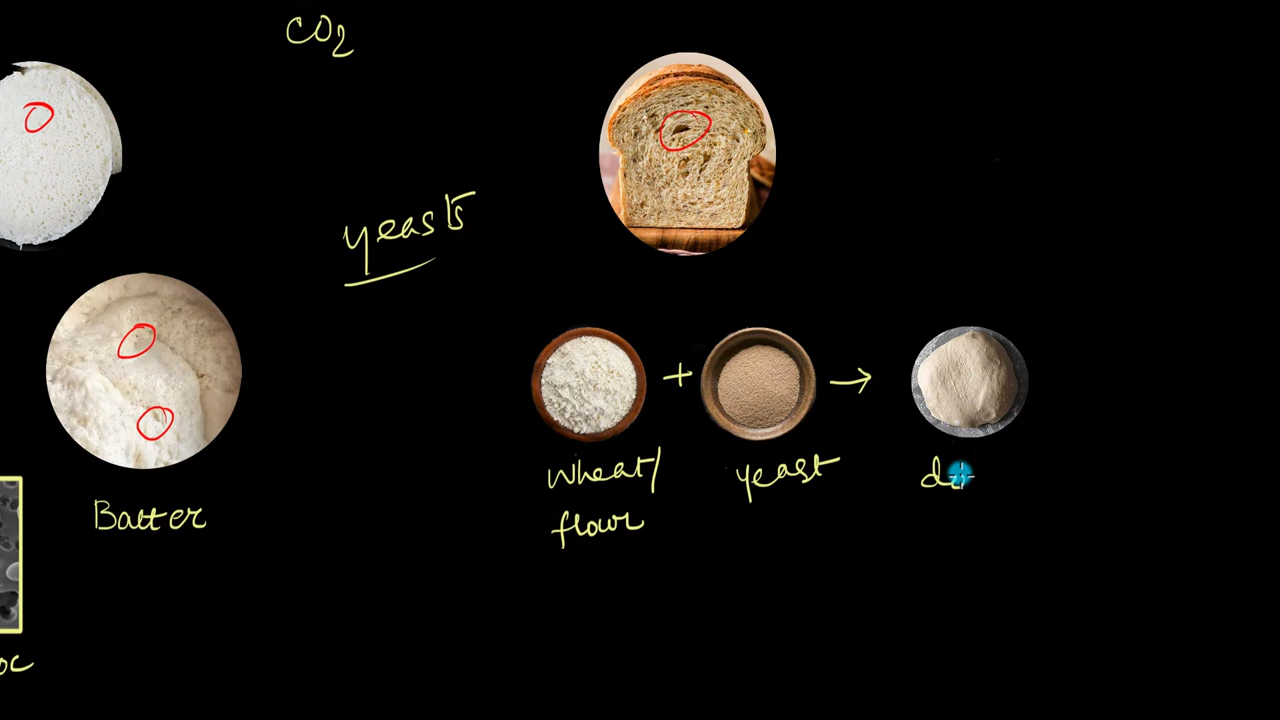 CO2
yeasts
+ →
wheat/ yeast
flour
Batter